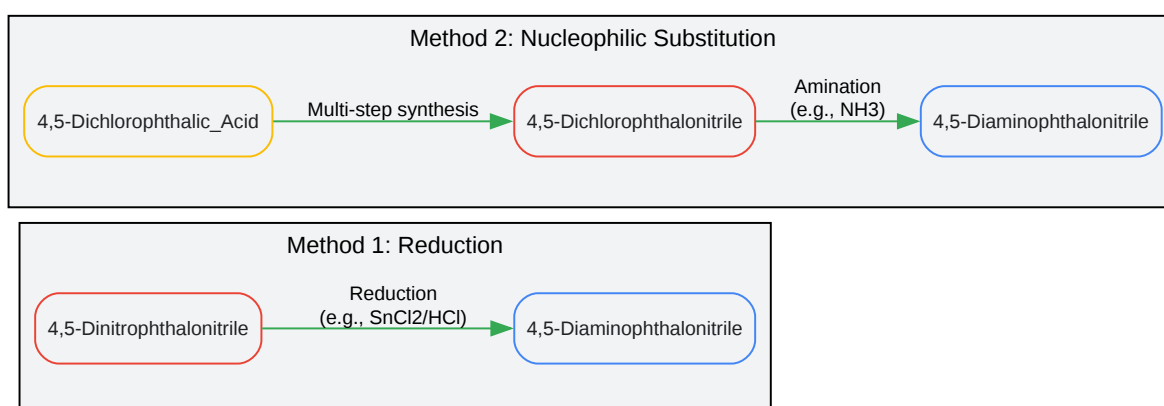 Method 2: Nucleophilic Substitution
4,5-Dichlorophthalic_Acid
Multi-step synthesis
4,5-Dichlorophthalonitrile
Amination
(e.g., NH3)
4,5-Diaminophthalonitrile
Method 1: Reduction
4,5-Dinitrophthalonitrile
Reduction
(e.g., SnCl2/HCl)
4,5-Diaminophthalonitrile